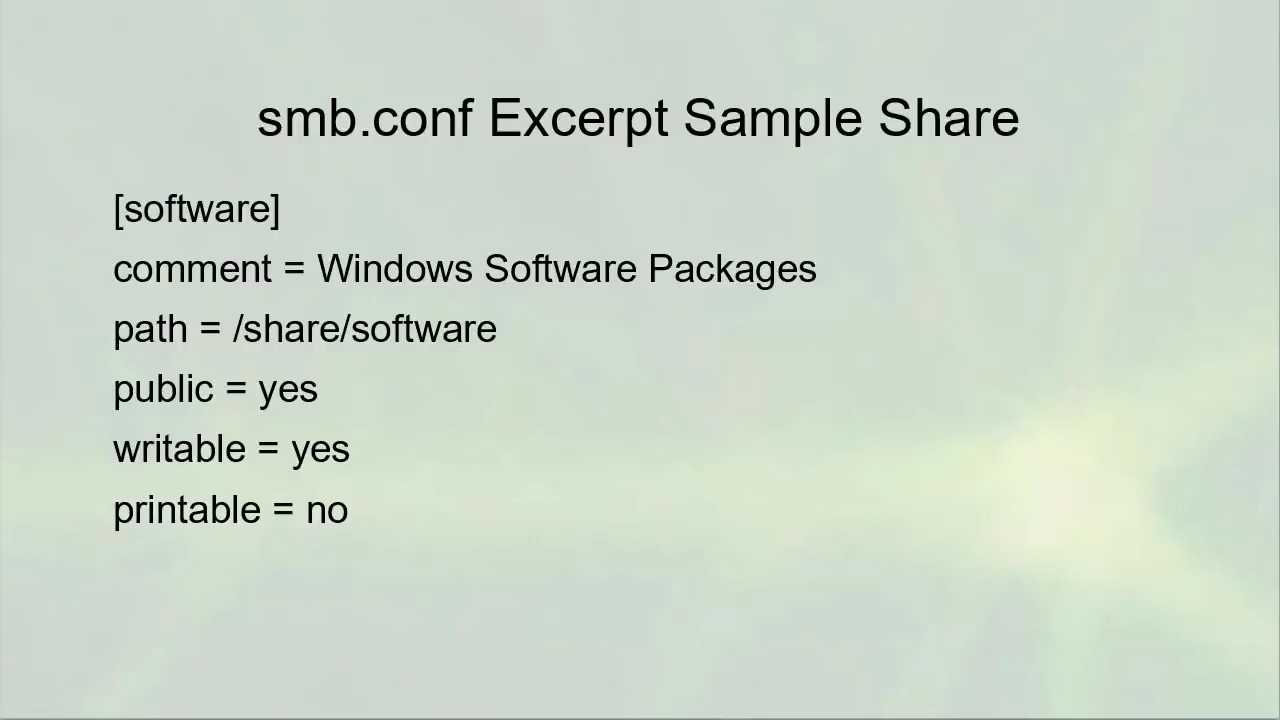 smb.conf Excerpt Sample Share
[software]
comment = Windows Software Packages
path = /share/software
public = yes
writable = yes
printable = no